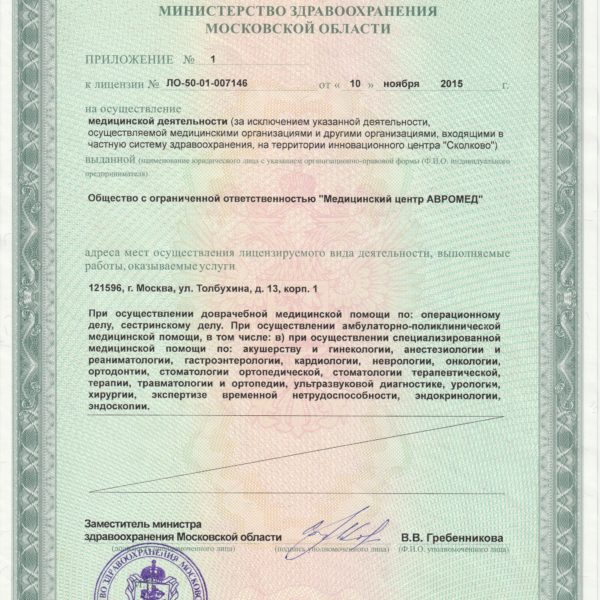 МИНИСТЕРСТВО ЗДРАВООХРАНЕНИЯ
МОСКОВСКОЙ ОБЛАСТИ
ПРИЛОЖЕНИЕ № 1
к лицензии № ЛО-50-01-007146 от « 10 » ноября 2015 г.
на осуществление
медицинской деятельности (за исключением указанной деятельности,
осуществляемой медицинскими организациями и другими организациями, входящими в
частную систему здравоохранения, на территории инновационного центра "Сколково")
выданной (наименование юридического лица с указанием организационно-правовой формы (Ф.И.О. индивидуального
предпринимателя)
Общество с ограниченной ответственностью "Медицинский центр АВРОМЕД"
адреса мест осуществления лицензируемого вида деятельности, выполняемые
работы, оказываемые услуги
121596, г. Москва, ул. Толбухина, д. 13, корп. 1
При осуществлении доврачебной медицинской помощи по: операционному
делу, сестринскому делу. При осуществлении амбулаторно-поликлинической
медицинской помощи, в том числе: в) при осуществлении специализированной
медицинской помощи по: акушерству и гинекологии, анестезиологии и
реаниматологии, гастроэнтерологии, кардиологии, неврологии, онкологии,
ортодонтии, стоматологии ортопедической, стоматологии терапевтической,
терапии, травматологии и ортопедии, ультразвуковой диагностике, урологии,
хирургии, экспертизе временной нетрудоспособности, эндокринологии,
эндоскопии.
Заместитель министра
здравоохранения Московской области В.В. Гребенникова
(подпись уполномоченного лица) (Ф.И.О. уполномоченного лица)
ЗДРАВООХРАНЕНИЯ